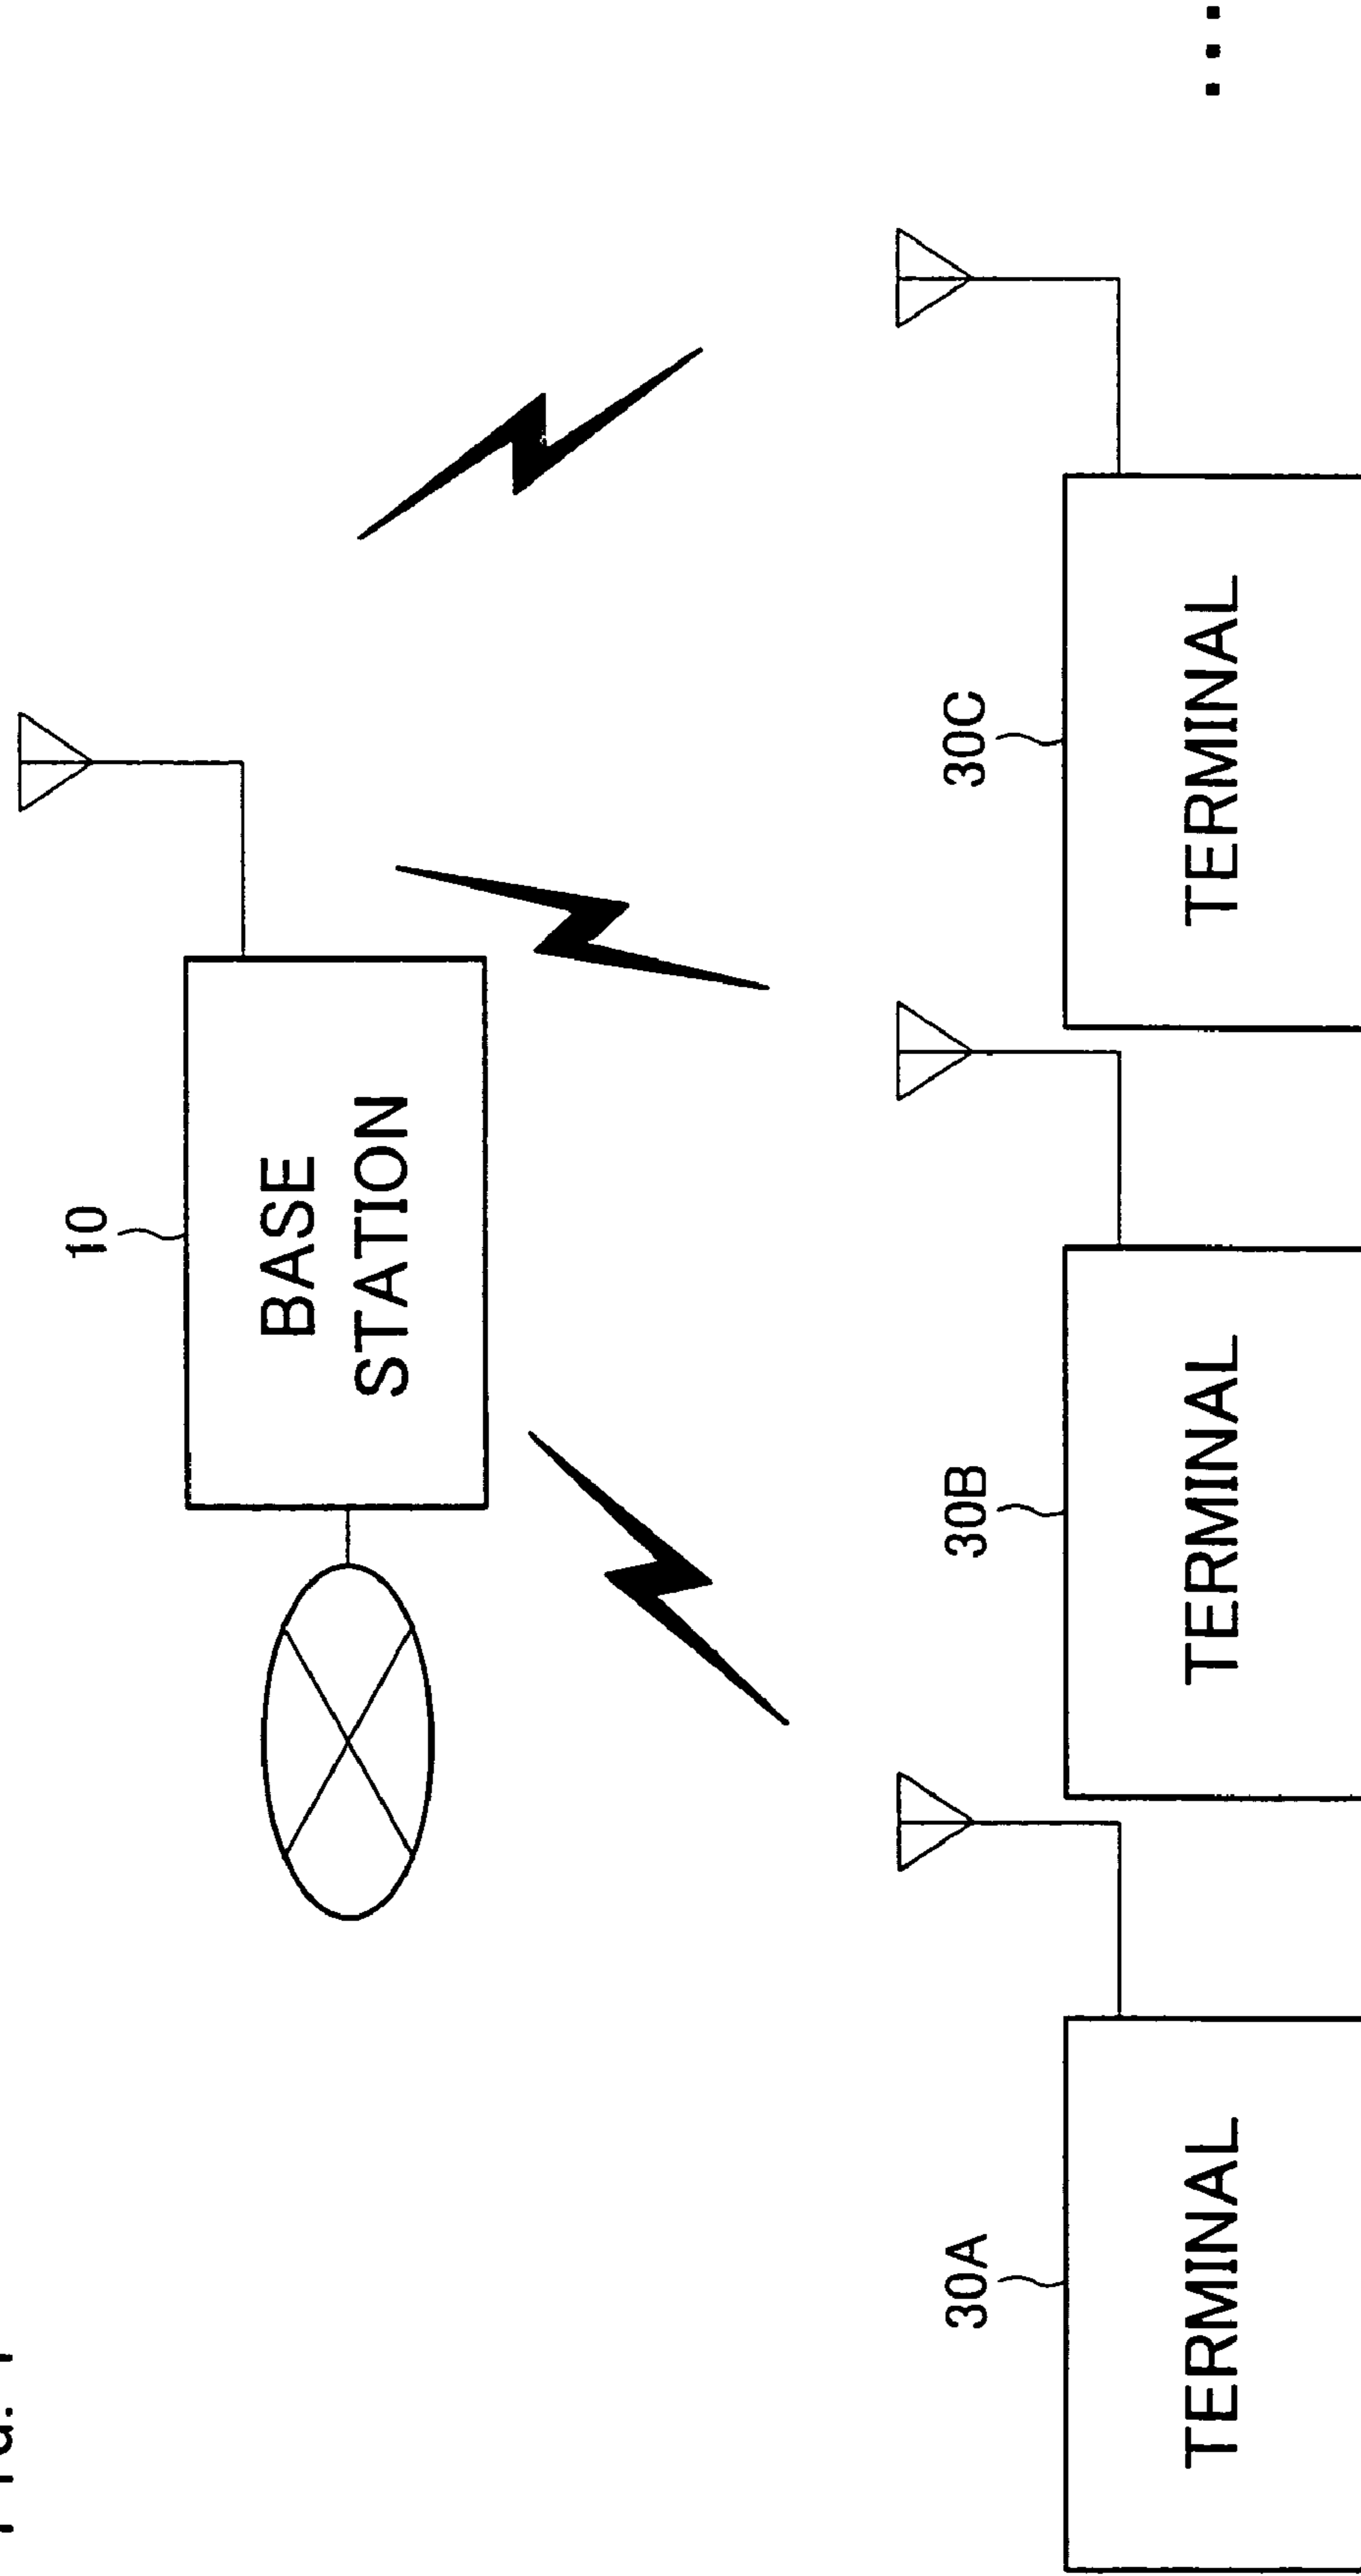 10
BASE
STATION
30A
30B
30C
TERMINAL
TERMINAL
TERMINAL
...